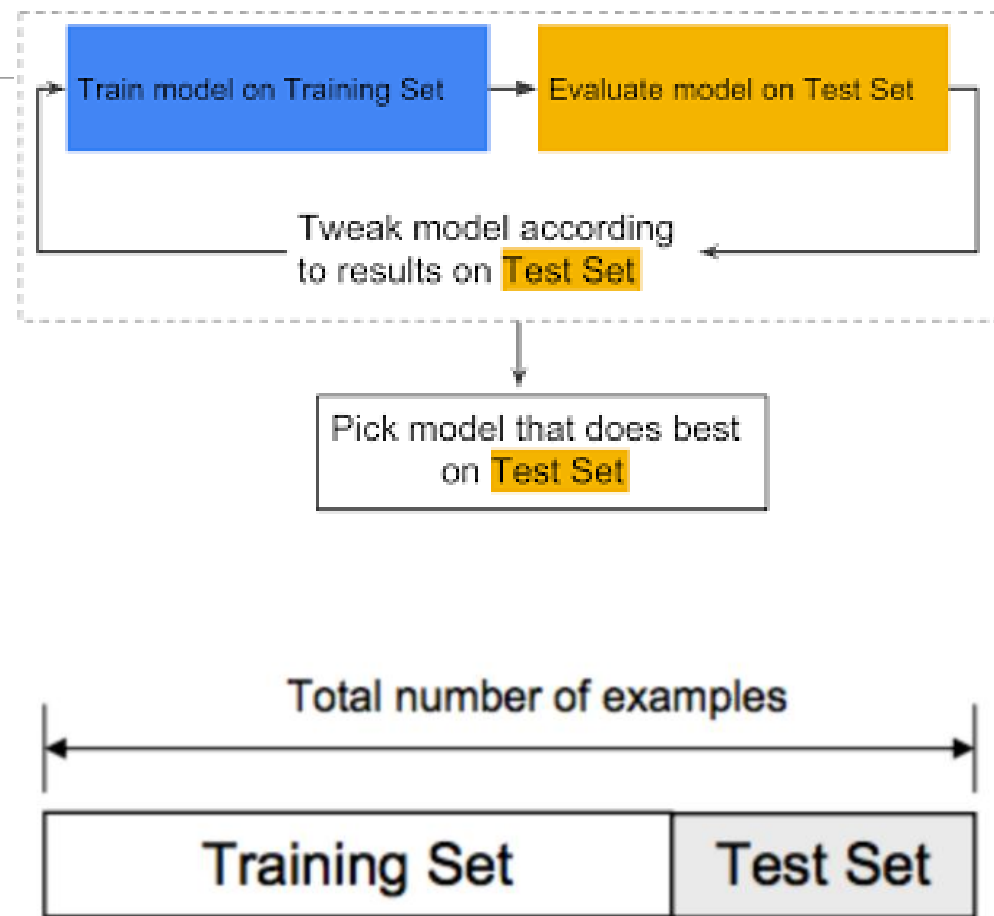 Train model on Training Set
Evaluate model on Test Set
Tweak model according
to results on Test Set
Pick model that does best
on Test Set
Total number of examples
Training Set
Test Set